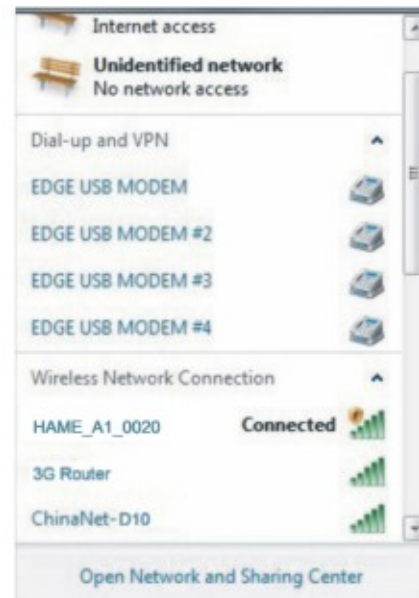 Internet access
Unidentified network
No network access
Dial-up and VPN
EDGE USB MODEM
EDGE USB MODEM #2
EDGE USB MODEM #3
EDGE USB MODEM #4
Wireless Network Connection
HAME_A1_0020 Connected
3G Router
ChinaNet-D10
Open Network and Sharing Center